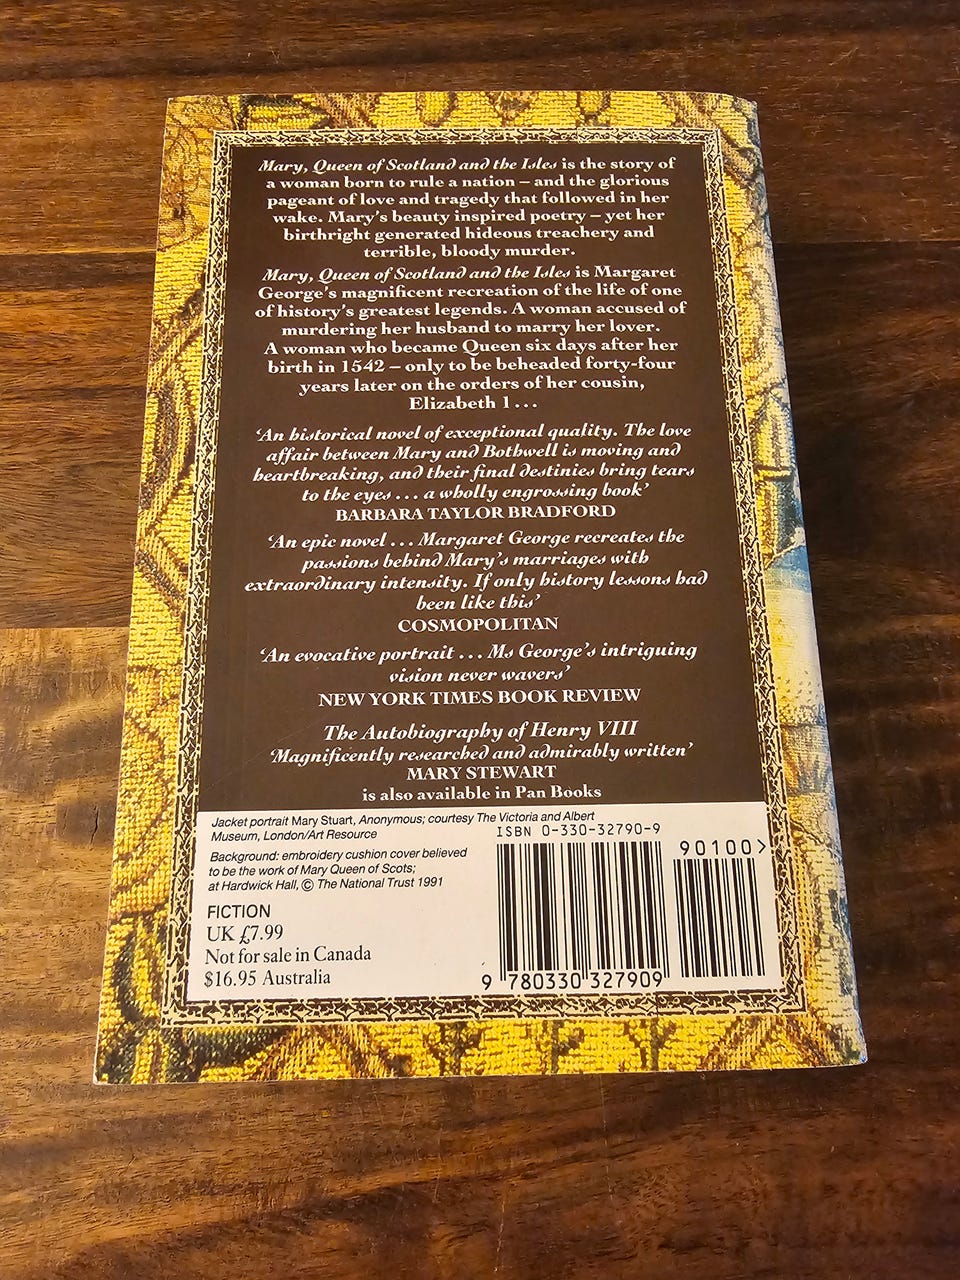 Mary, Queen of Scotland and the Isles is the story of
a woman born to rule a nation – and the glorious
pageant of love and tragedy that followed in her
wake. Mary's beauty inspired poetry – yet her
birthright generated hideous treachery and
terrible, bloody murder.
Mary, Queen of Scotland and the Isles is Margaret
George's magnificent recreation of the life of one
of history's greatest legends. A woman accused of
murdering her husband to marry her lover.
A woman who became Queen six days after her
birth in 1542 – only to be beheaded forty-four
years later on the orders of her cousin,
Elizabeth 1 . . .
'An historical novel of exceptional quality. The love
affair between Mary and Bothwell is moving and
heartbreaking, and their final destinies bring tears
to the eyes . . . a wholly engrossing book'
BARBARA TAYLOR BRADFORD
'An epic novel . . . Margaret George recreates the
passions behind Mary's marriages with
extraordinary intensity. If only history lessons had
been like this'
COSMOPOLITAN
'An evocative portrait . . . Ms George's intriguing
vision never wavers'
NEW YORK TIMES BOOK REVIEW
The Autobiography of Henry VIII
'Magnificently researched and admirably written'
MARY STEWART
is also available in Pan Books
Jacket portrait Mary Stuart, Anonymous; courtesy The Victoria and Albert
Museum, London/Art Resource
Background: embroidery cushion cover believed
to be the work of Mary Queen of Scots;
at Hardwick Hall, © The National Trust 1991
FICTION
UK £7.99
Not for sale in Canada
$16.95 Australia
ISBN 0-330-32790-9
90100>
9 780330 327909